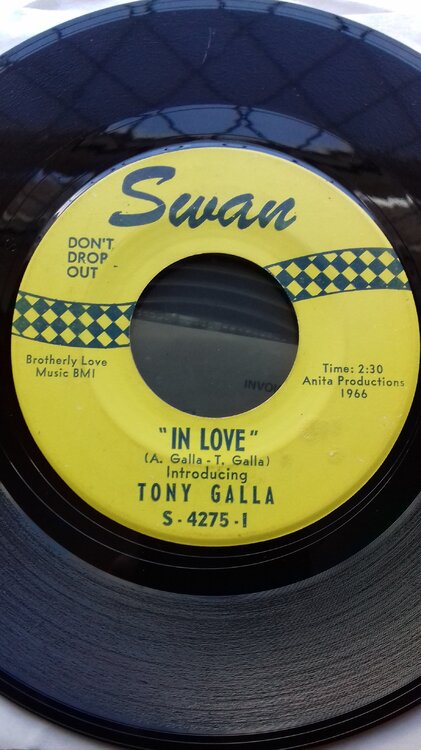 Swan
DON'T
DROP
OUT
Brotherly Love
Music BMI
Time: 2:30
Anita Productions
1966
INVOI
"IN LOVE"
(A. Galla - T. Galla)
Introducing
TONY GALLA
S - 4275 - I